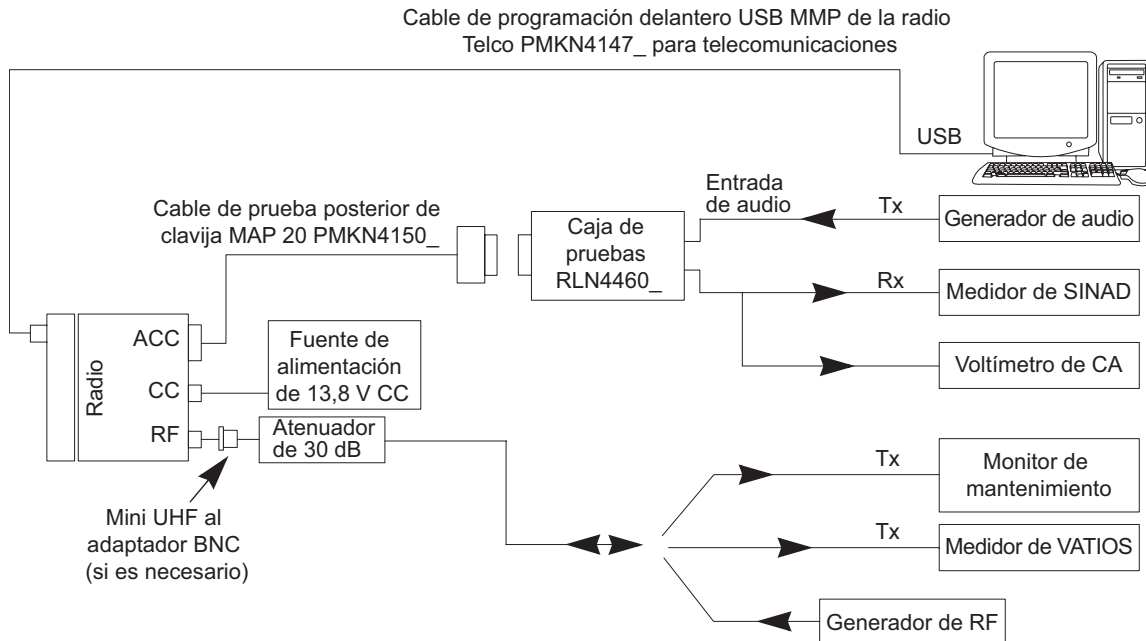 Cable de programación delantero USB MMP de la radio
Telco PMKN4147_ para telecomunicaciones
USB
Entrada
de audio
Tx
Generador de audio
Cable de prueba posterior de
clavija MAP 20 PMKN4150_
Caja de
pruebas
RLN4460_
Rx
Medidor de SINAD
Voltímetro de CA
Radio
ACC
CC
RF
Fuente de
alimentación
de 13,8 V CC
Atenuador
de 30 dB
Mini UHF al
adaptador BNC
(si es necesario)
Tx
Monitor de
mantenimiento
Tx
Medidor de VATIOS
Generador de RF